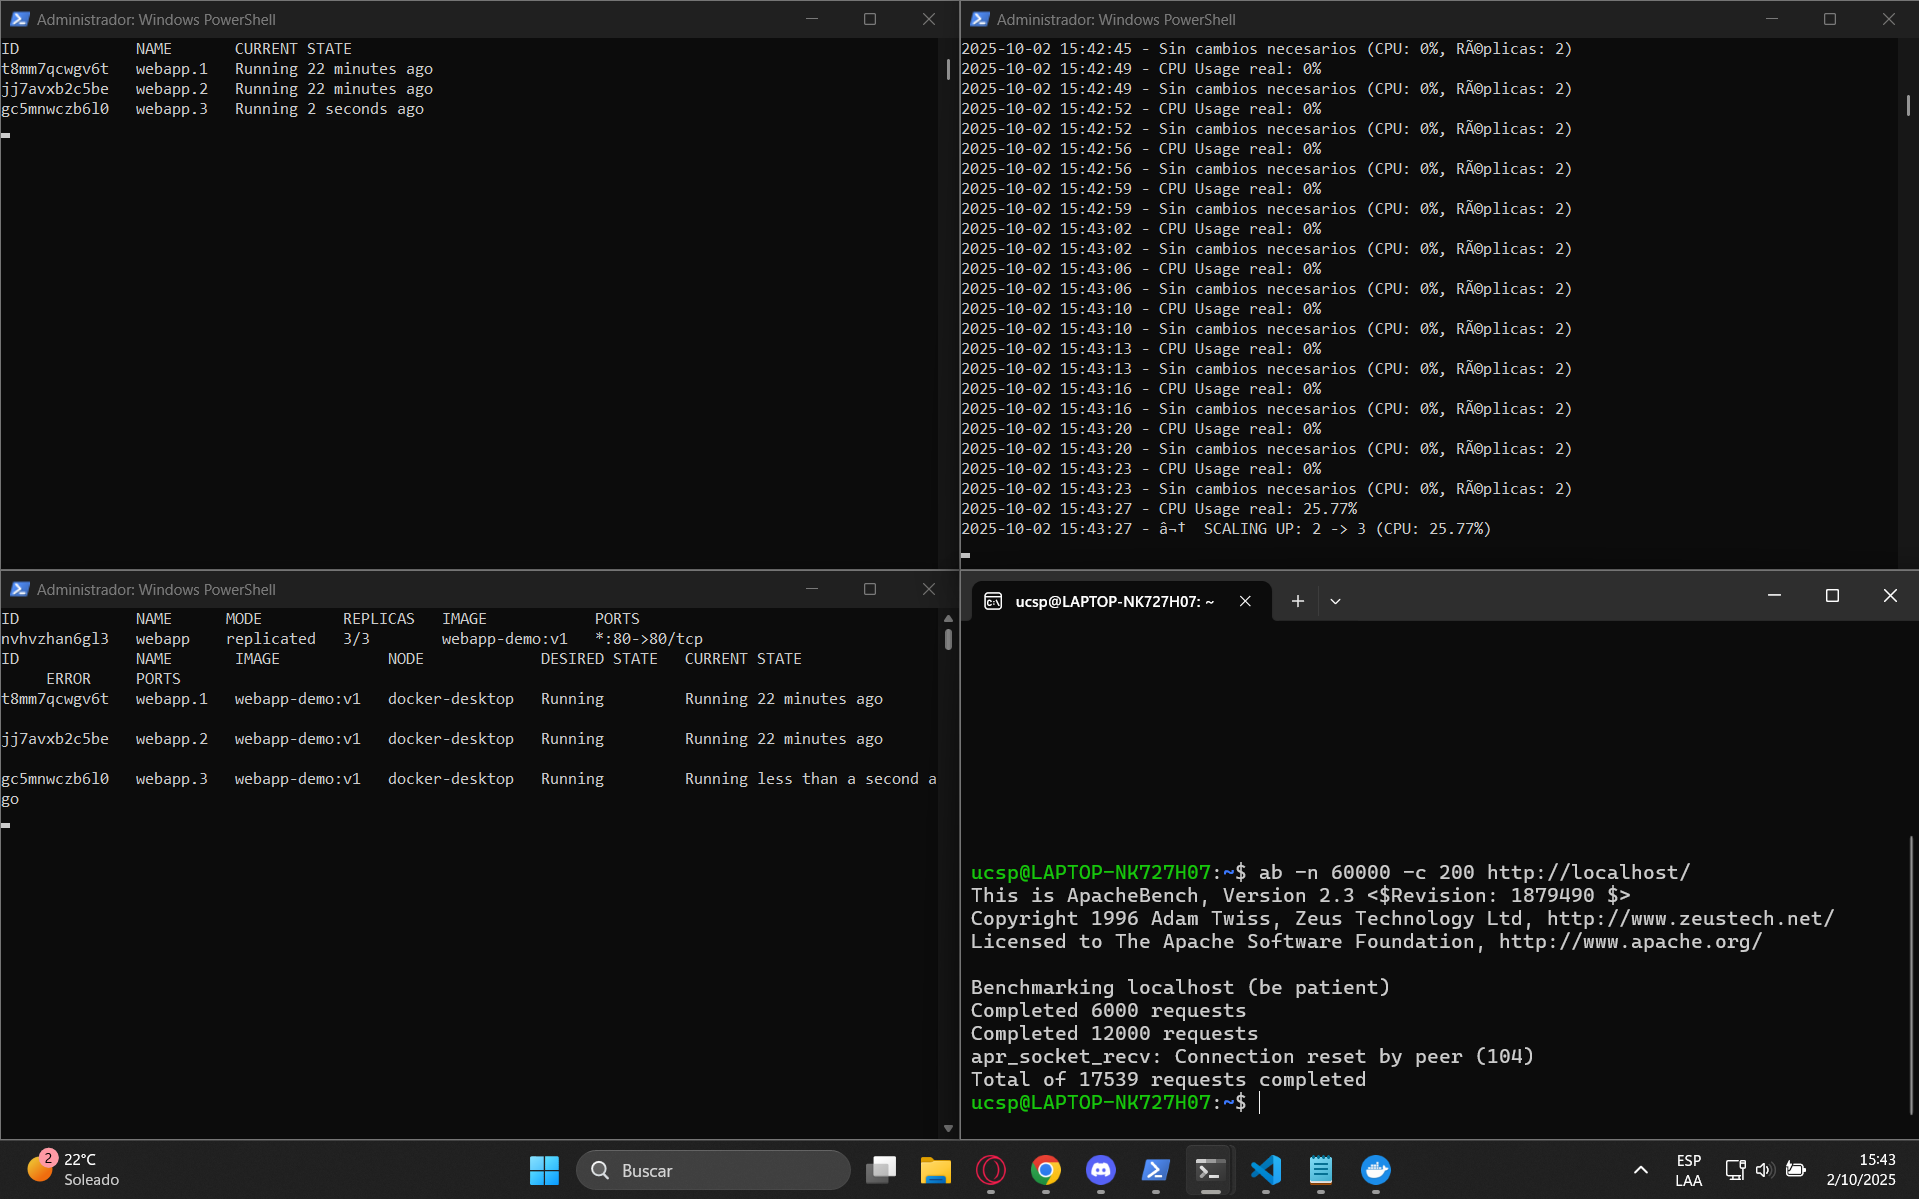 Administrador: Windows PowerShell
ID             NAME       CURRENT STATE
t8mm7qcwgv6t   webapp.1   Running 22 minutes ago
jj7avxb2c5be   webapp.2   Running 22 minutes ago
gc5mnwczb6l0   webapp.3   Running 2 seconds ago
Administrador: Windows PowerShell
2025-10-02 15:42:45 - Sin cambios necesarios (CPU: 0%, RÃ©plicas: 2)
2025-10-02 15:42:49 - CPU Usage real: 0%
2025-10-02 15:42:49 - Sin cambios necesarios (CPU: 0%, RÃ©plicas: 2)
2025-10-02 15:42:52 - CPU Usage real: 0%
2025-10-02 15:42:52 - Sin cambios necesarios (CPU: 0%, RÃ©plicas: 2)
2025-10-02 15:42:56 - CPU Usage real: 0%
2025-10-02 15:42:56 - Sin cambios necesarios (CPU: 0%, RÃ©plicas: 2)
2025-10-02 15:42:59 - CPU Usage real: 0%
2025-10-02 15:42:59 - Sin cambios necesarios (CPU: 0%, RÃ©plicas: 2)
2025-10-02 15:43:02 - CPU Usage real: 0%
2025-10-02 15:43:02 - Sin cambios necesarios (CPU: 0%, RÃ©plicas: 2)
2025-10-02 15:43:06 - CPU Usage real: 0%
2025-10-02 15:43:06 - Sin cambios necesarios (CPU: 0%, RÃ©plicas: 2)
2025-10-02 15:43:10 - CPU Usage real: 0%
2025-10-02 15:43:10 - Sin cambios necesarios (CPU: 0%, RÃ©plicas: 2)
2025-10-02 15:43:13 - CPU Usage real: 0%
2025-10-02 15:43:13 - Sin cambios necesarios (CPU: 0%, RÃ©plicas: 2)
2025-10-02 15:43:16 - CPU Usage real: 0%
2025-10-02 15:43:16 - Sin cambios necesarios (CPU: 0%, RÃ©plicas: 2)
2025-10-02 15:43:20 - CPU Usage real: 0%
2025-10-02 15:43:20 - Sin cambios necesarios (CPU: 0%, RÃ©plicas: 2)
2025-10-02 15:43:23 - CPU Usage real: 0%
2025-10-02 15:43:23 - Sin cambios necesarios (CPU: 0%, RÃ©plicas: 2)
2025-10-02 15:43:27 - CPU Usage real: 25.77%
2025-10-02 15:43:27 - â¬†  SCALING UP: 2 -> 3 (CPU: 25.77%)
Administrador: Windows PowerShell
ID             NAME      MODE         REPLICAS   IMAGE            PORTS
nvhvzhan6gl3   webapp    replicated   3/3        webapp-demo:v1   *:80->80/tcp
ID             NAME       IMAGE            NODE             DESIRED STATE   CURRENT STATE
     ERROR     PORTS
t8mm7qcwgv6t   webapp.1   webapp-demo:v1   docker-desktop   Running         Running 22 minutes ago
jj7avxb2c5be   webapp.2   webapp-demo:v1   docker-desktop   Running         Running 22 minutes ago
gc5mnwczb6l0   webapp.3   webapp-demo:v1   docker-desktop   Running         Running less than a second a
go
ucsp@LAPTOP-NK727H07: ~
ucsp@LAPTOP-NK727H07:~$ ab -n 60000 -c 200 http://localhost/
This is ApacheBench, Version 2.3 <$Revision: 1879490 $>
Copyright 1996 Adam Twiss, Zeus Technology Ltd, http://www.zeustech.net/
Licensed to The Apache Software Foundation, http://www.apache.org/
Benchmarking localhost (be patient)
Completed 6000 requests
Completed 12000 requests
apr_socket_recv: Connection reset by peer (104)
Total of 17539 requests completed
ucsp@LAPTOP-NK727H07:~$
2
22°C
Soleado
Buscar
ESP
LAA
15:43
2/10/2025